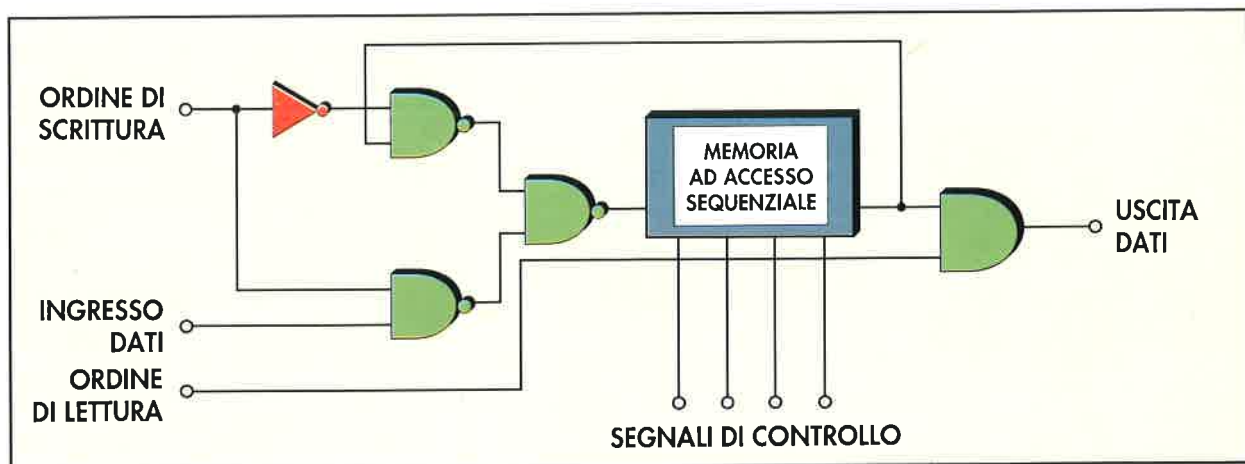 ORDINE DI
SCRITTURA
MEMORIA
AD ACCESSO
SEQUENZIALE
USCITA
DATI
INGRESSO
DATI
ORDINE
DI LETTURA
SEGNALI DI CONTROLLO